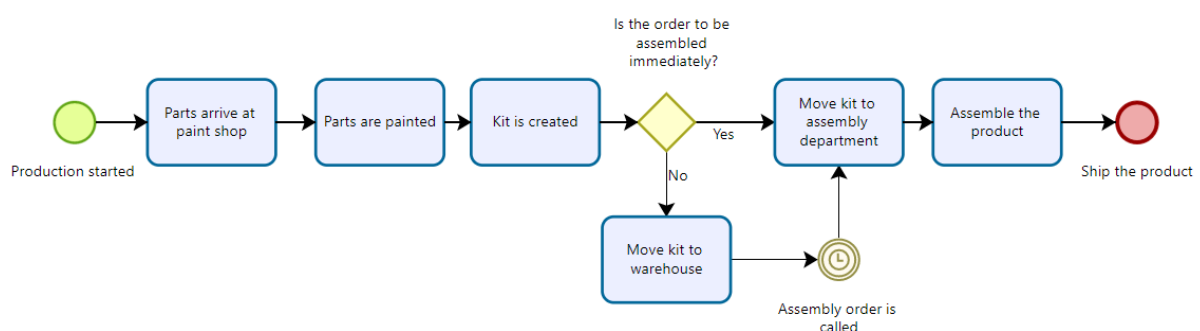 Is the order to be
assembled
immediately?
Production started
Parts arrive at
paint shop
Parts are painted
Kit is created
Yes
No
Move kit to
assembly
department
Assemble the
product
Ship the product
Move kit to
warehouse
Assembly order is
called